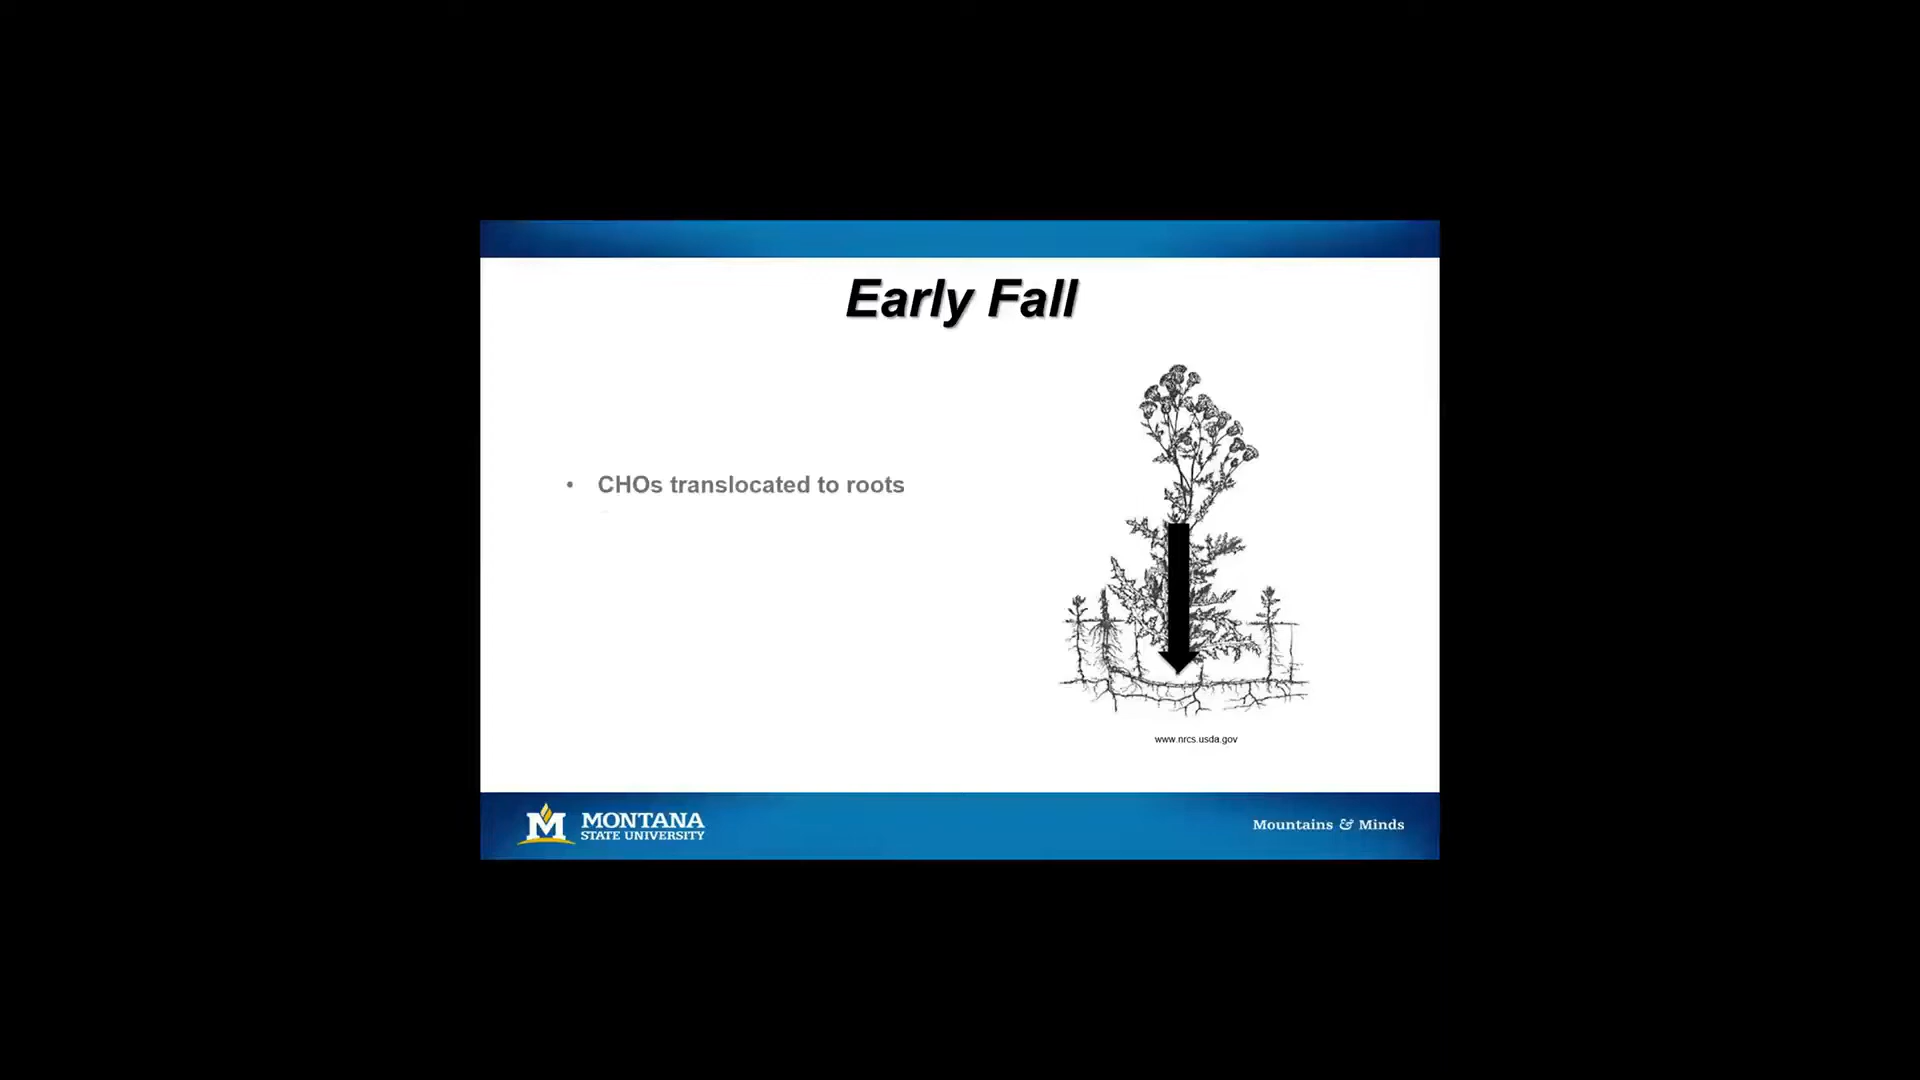 Early Fall
• CHOs translocated to roots
www.nrcs.usda.gov
M MONTANA
STATE UNIVERSITY
Mountains & Minds